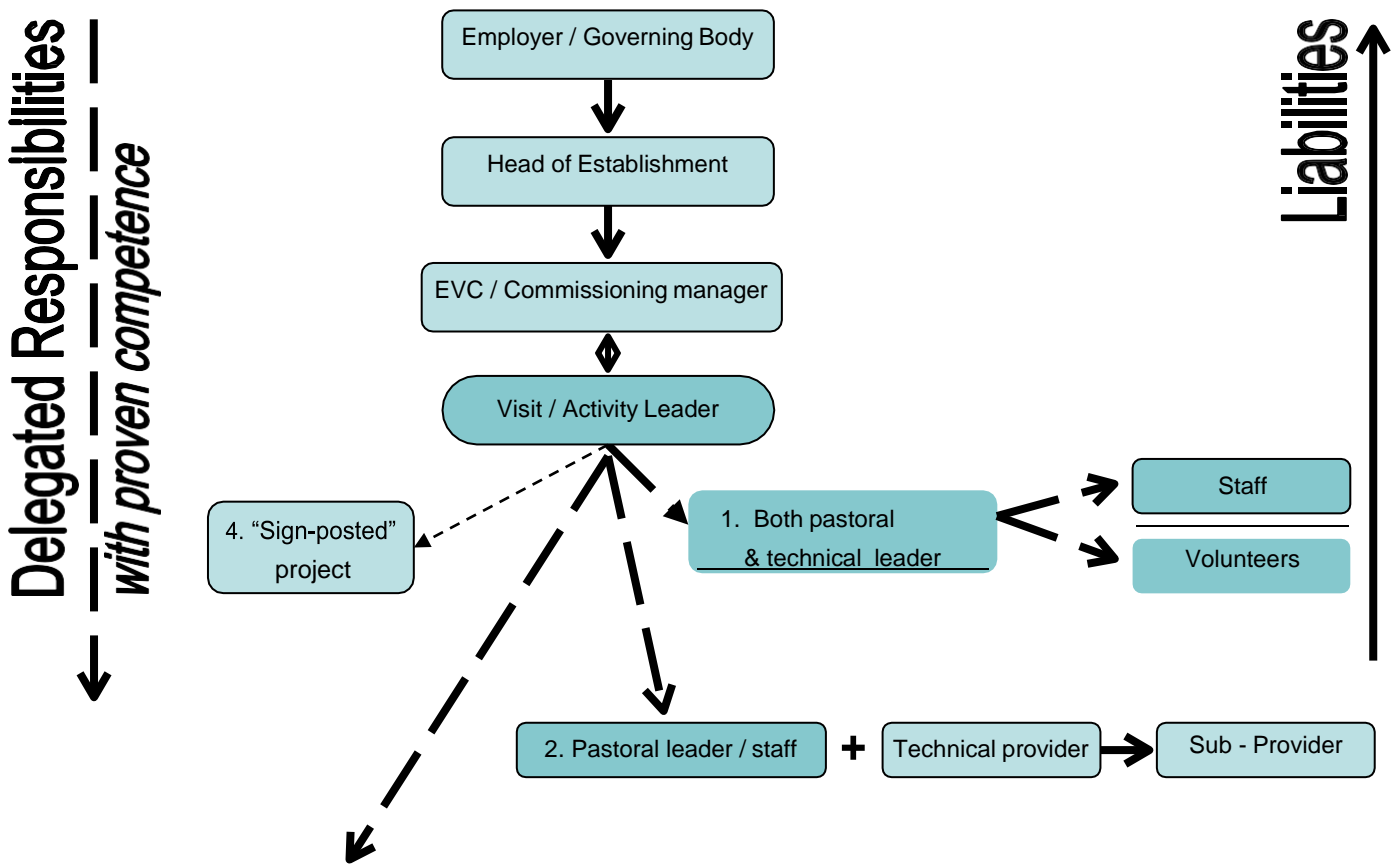 Delegated Responsibilities
with proven competence
Employer / Governing Body
Liabilities
Head of Establishment
EVC / Commissioning manager
Visit / Activity Leader
4. “Sign-posted”
project
1. Both pastoral
& technical leader
Staff
Volunteers
2. Pastoral leader / staff
+
Technical provider
Sub - Provider